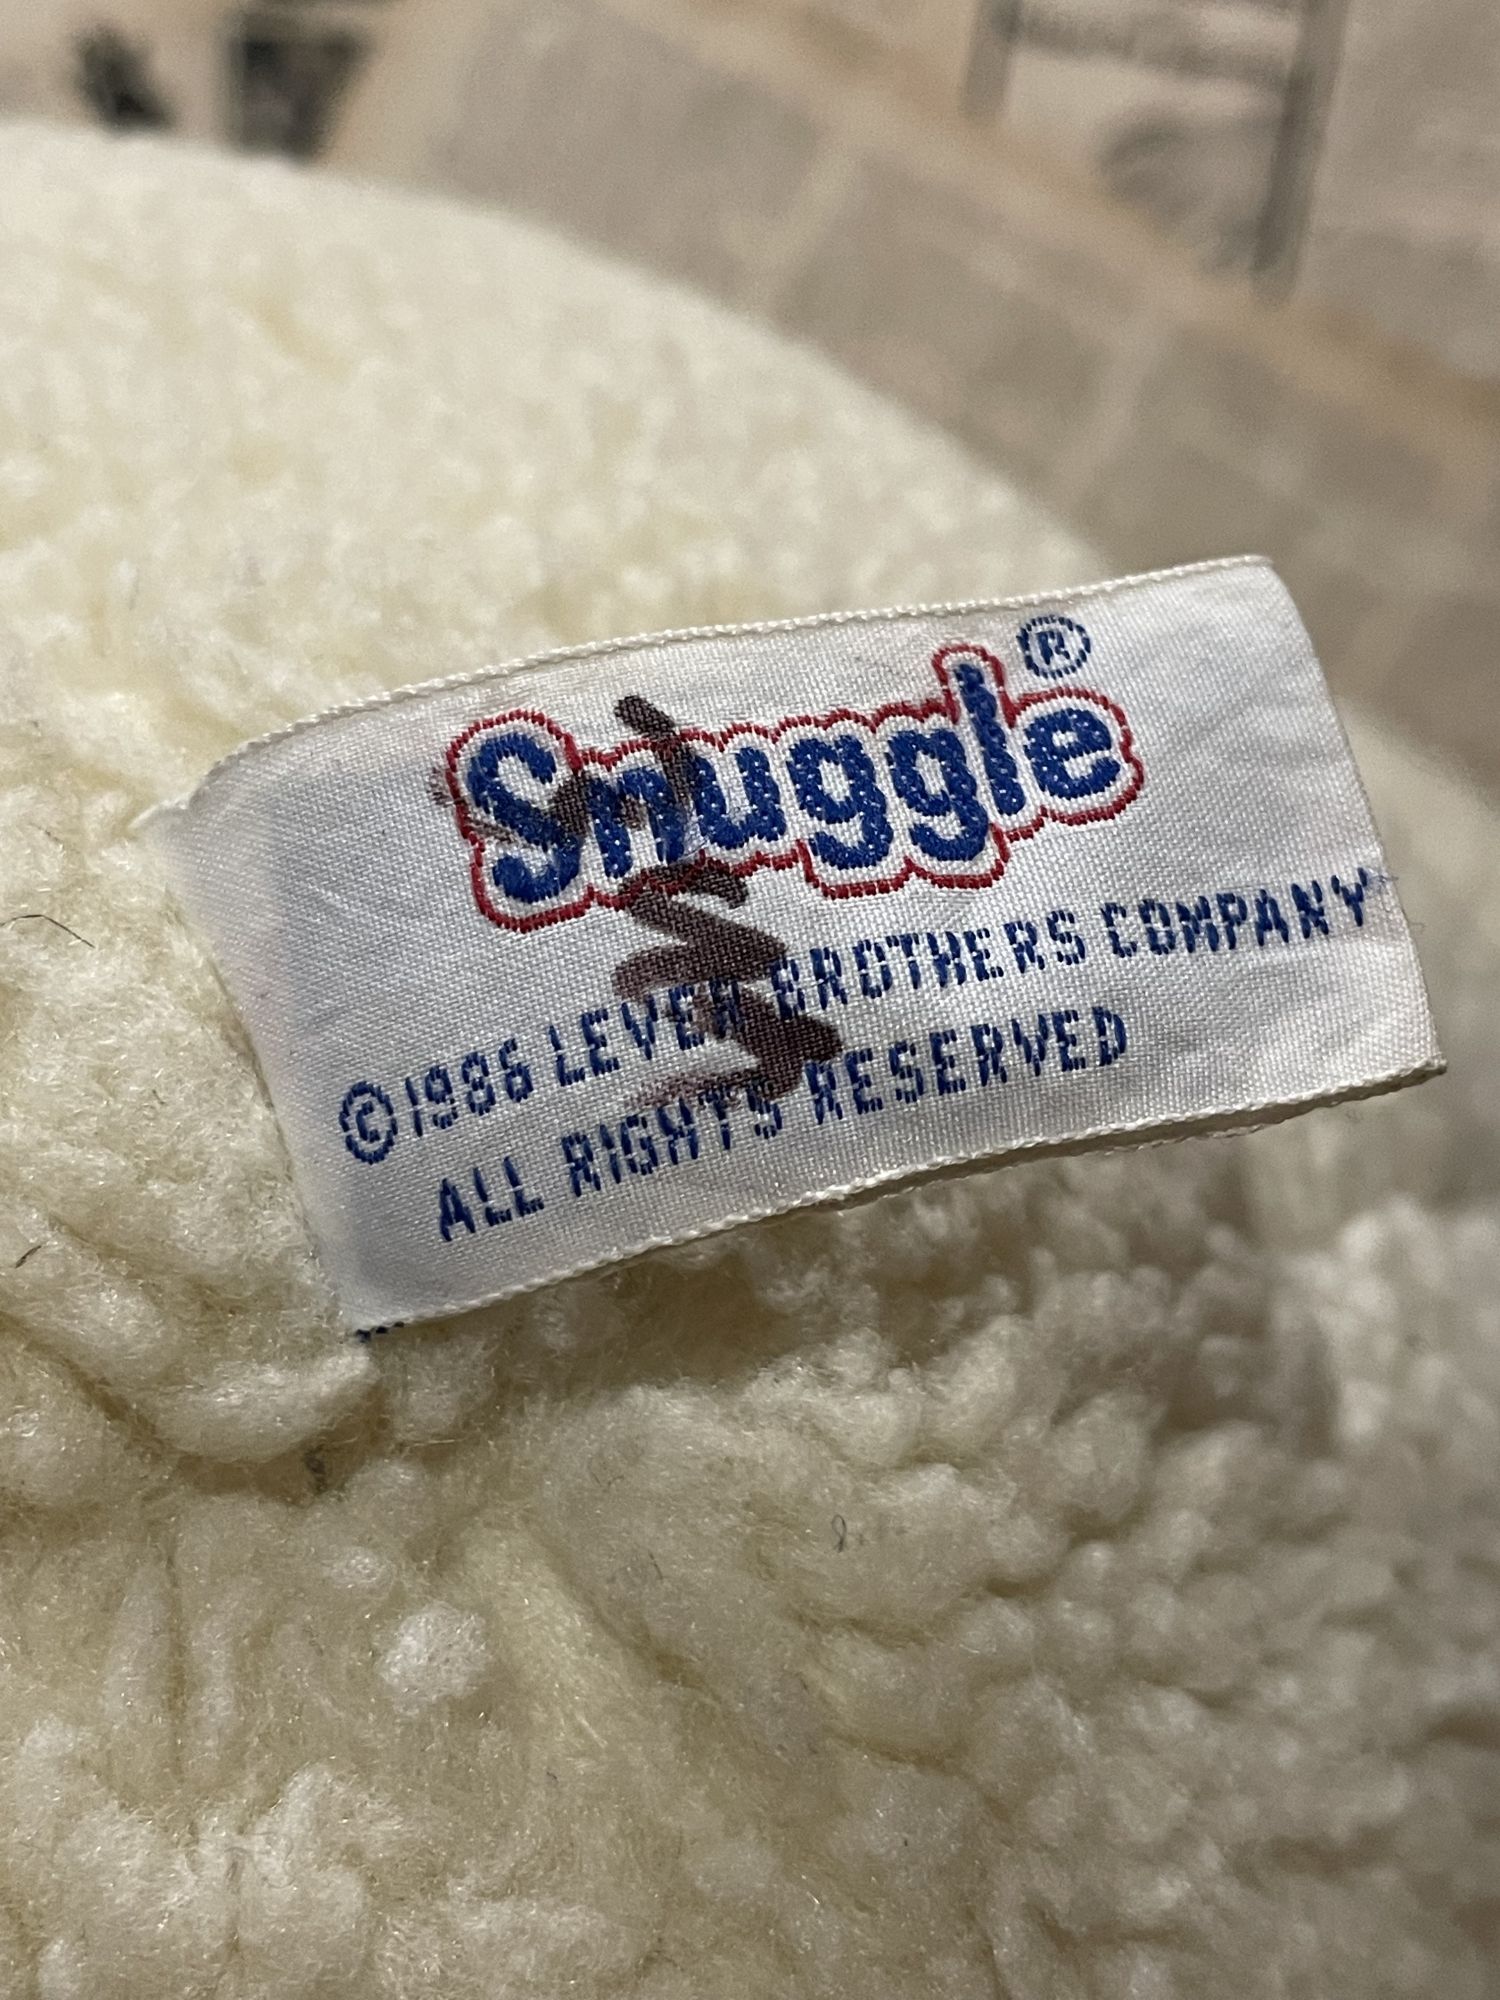 Snuggle®
©1986 LEVER BROTHERS COMPANY
ALL RIGHTS RESERVED